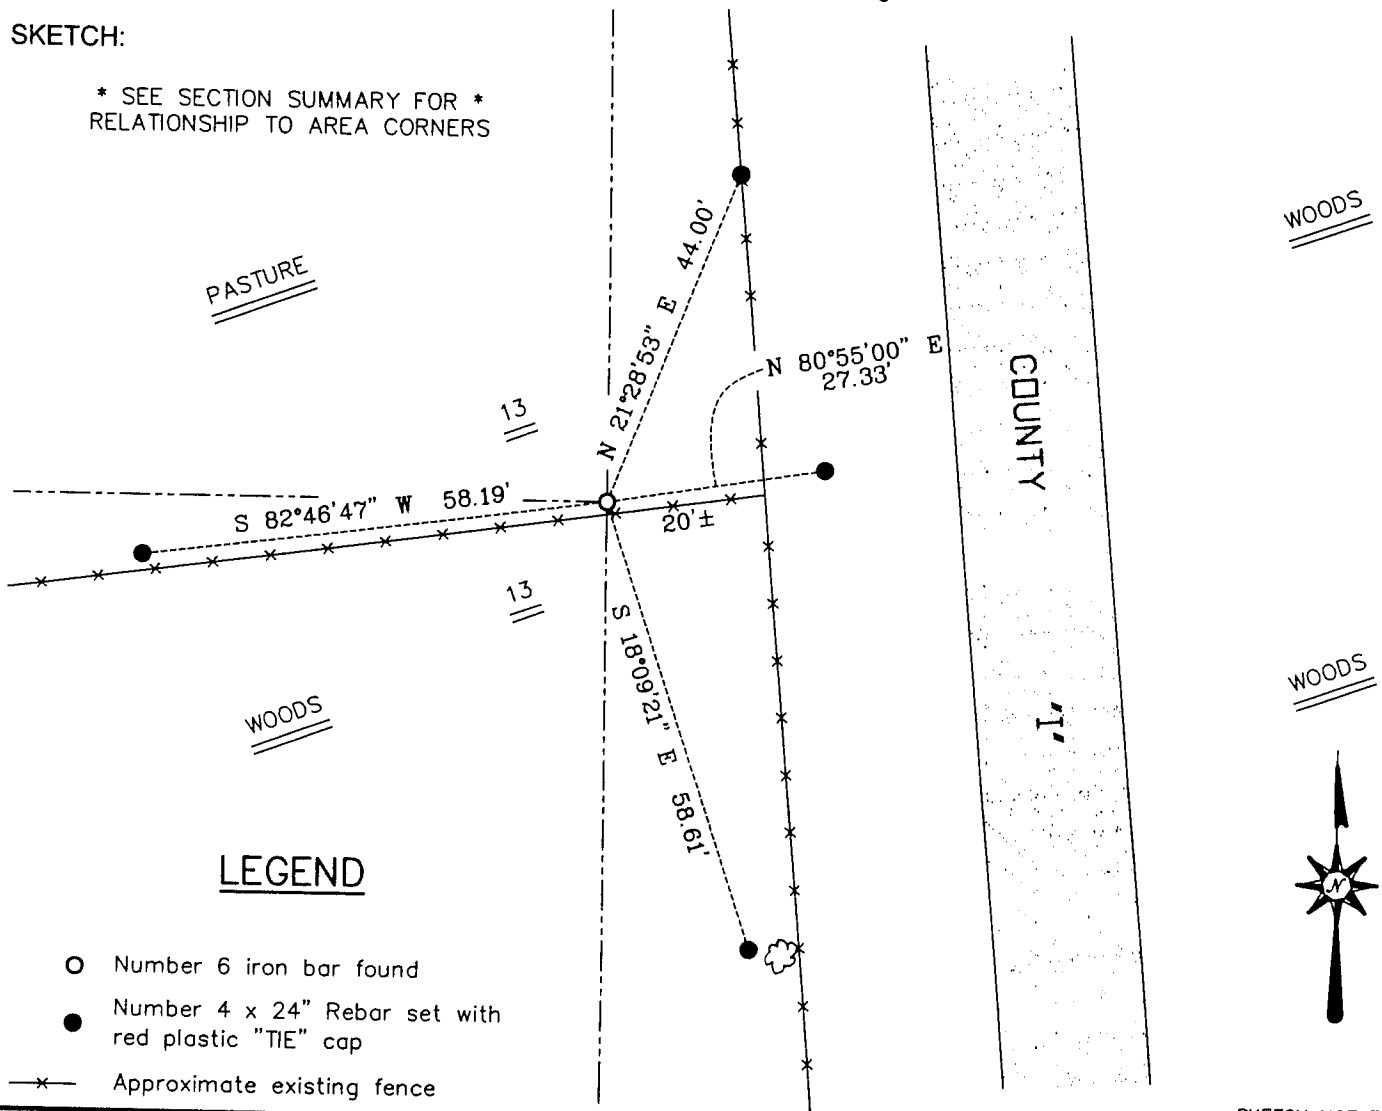 SKETCH:
* SEE SECTION SUMMARY FOR *
RELATIONSHIP TO AREA CORNERS
WOODS
PASTURE
N 21°28'53" E 44.00'
N 80°55'00" E
27.33'
COUNTY
13
S 82°46'47" W 58.19'
20'±
13
S 18°09'21" E 58.61'
WOODS
WOODS
"I"
LEGEND
N
Number 6 iron bar found
Number 4 x 24" Rebar set with
red plastic "TIE" cap
Approximate existing fence